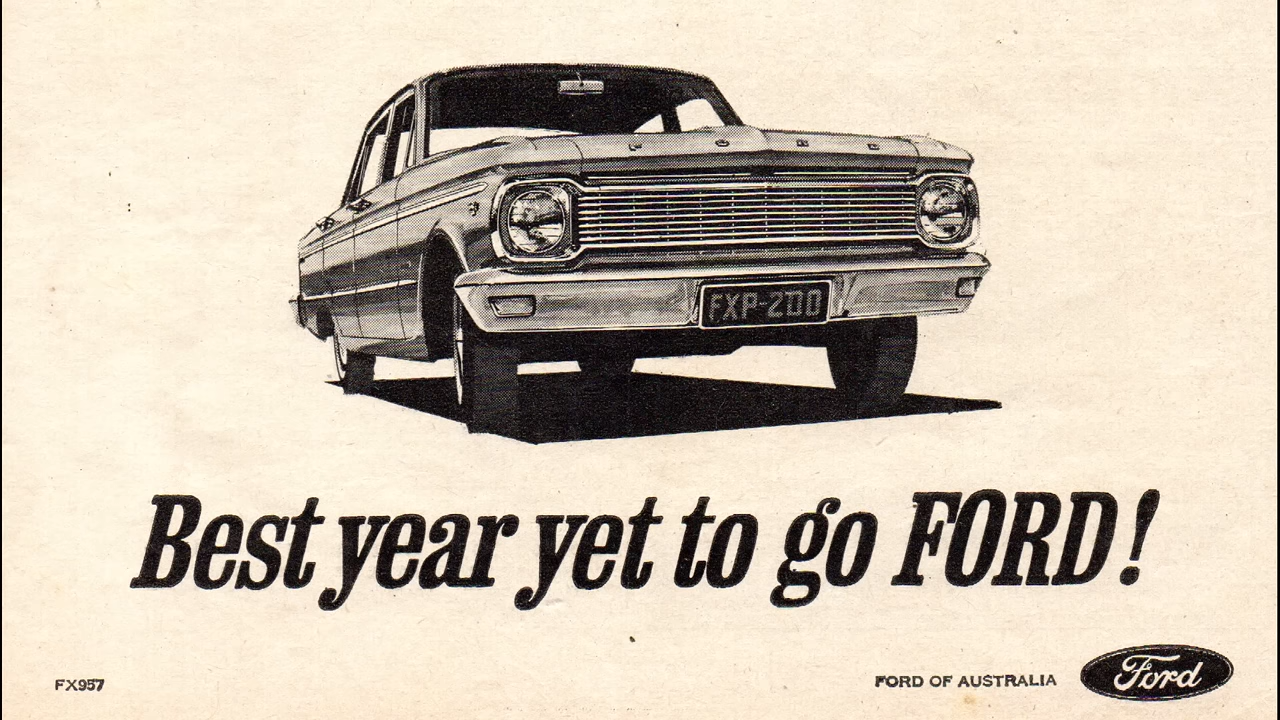 FORD
FXP-200
Best year yet to go FORD!
FX957
FORD OF AUSTRALIA
Ford